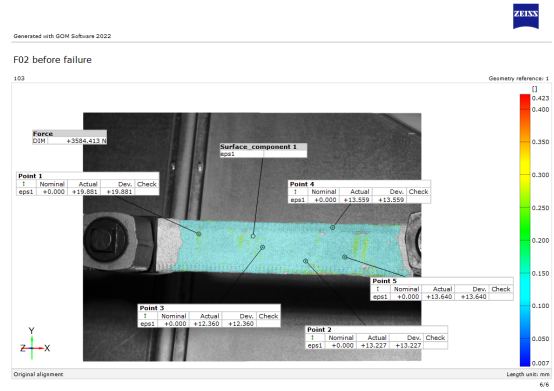 ZEISS
Generated with GOM Software 2022
F02 before failure
103
Geometry reference: 1
[]
0.423
0.400
0.350
0.300
0.250
0.200
0.150
0.100
0.050
0.007
Force
DIM +3584.413 N
Surface_component 1
eps1
Point 1
Nominal Actual Dev. Check
eps1 +0.000 +19.881 +19.881
Point 4
Nominal Actual Dev. Check
eps1 +0.000 +13.559 +13.559
Point 5
Nominal Actual Dev. Check
eps1 +0.000 +13.640 +13.640
Point 3
Nominal Actual Dev. Check
eps1 +0.000 +12.360 +12.360
Point 2
Nominal Actual Dev. Check
eps1 +0.000 +13.227 +13.227
Y
Z X
Original alignment
Length unit: mm
6/6